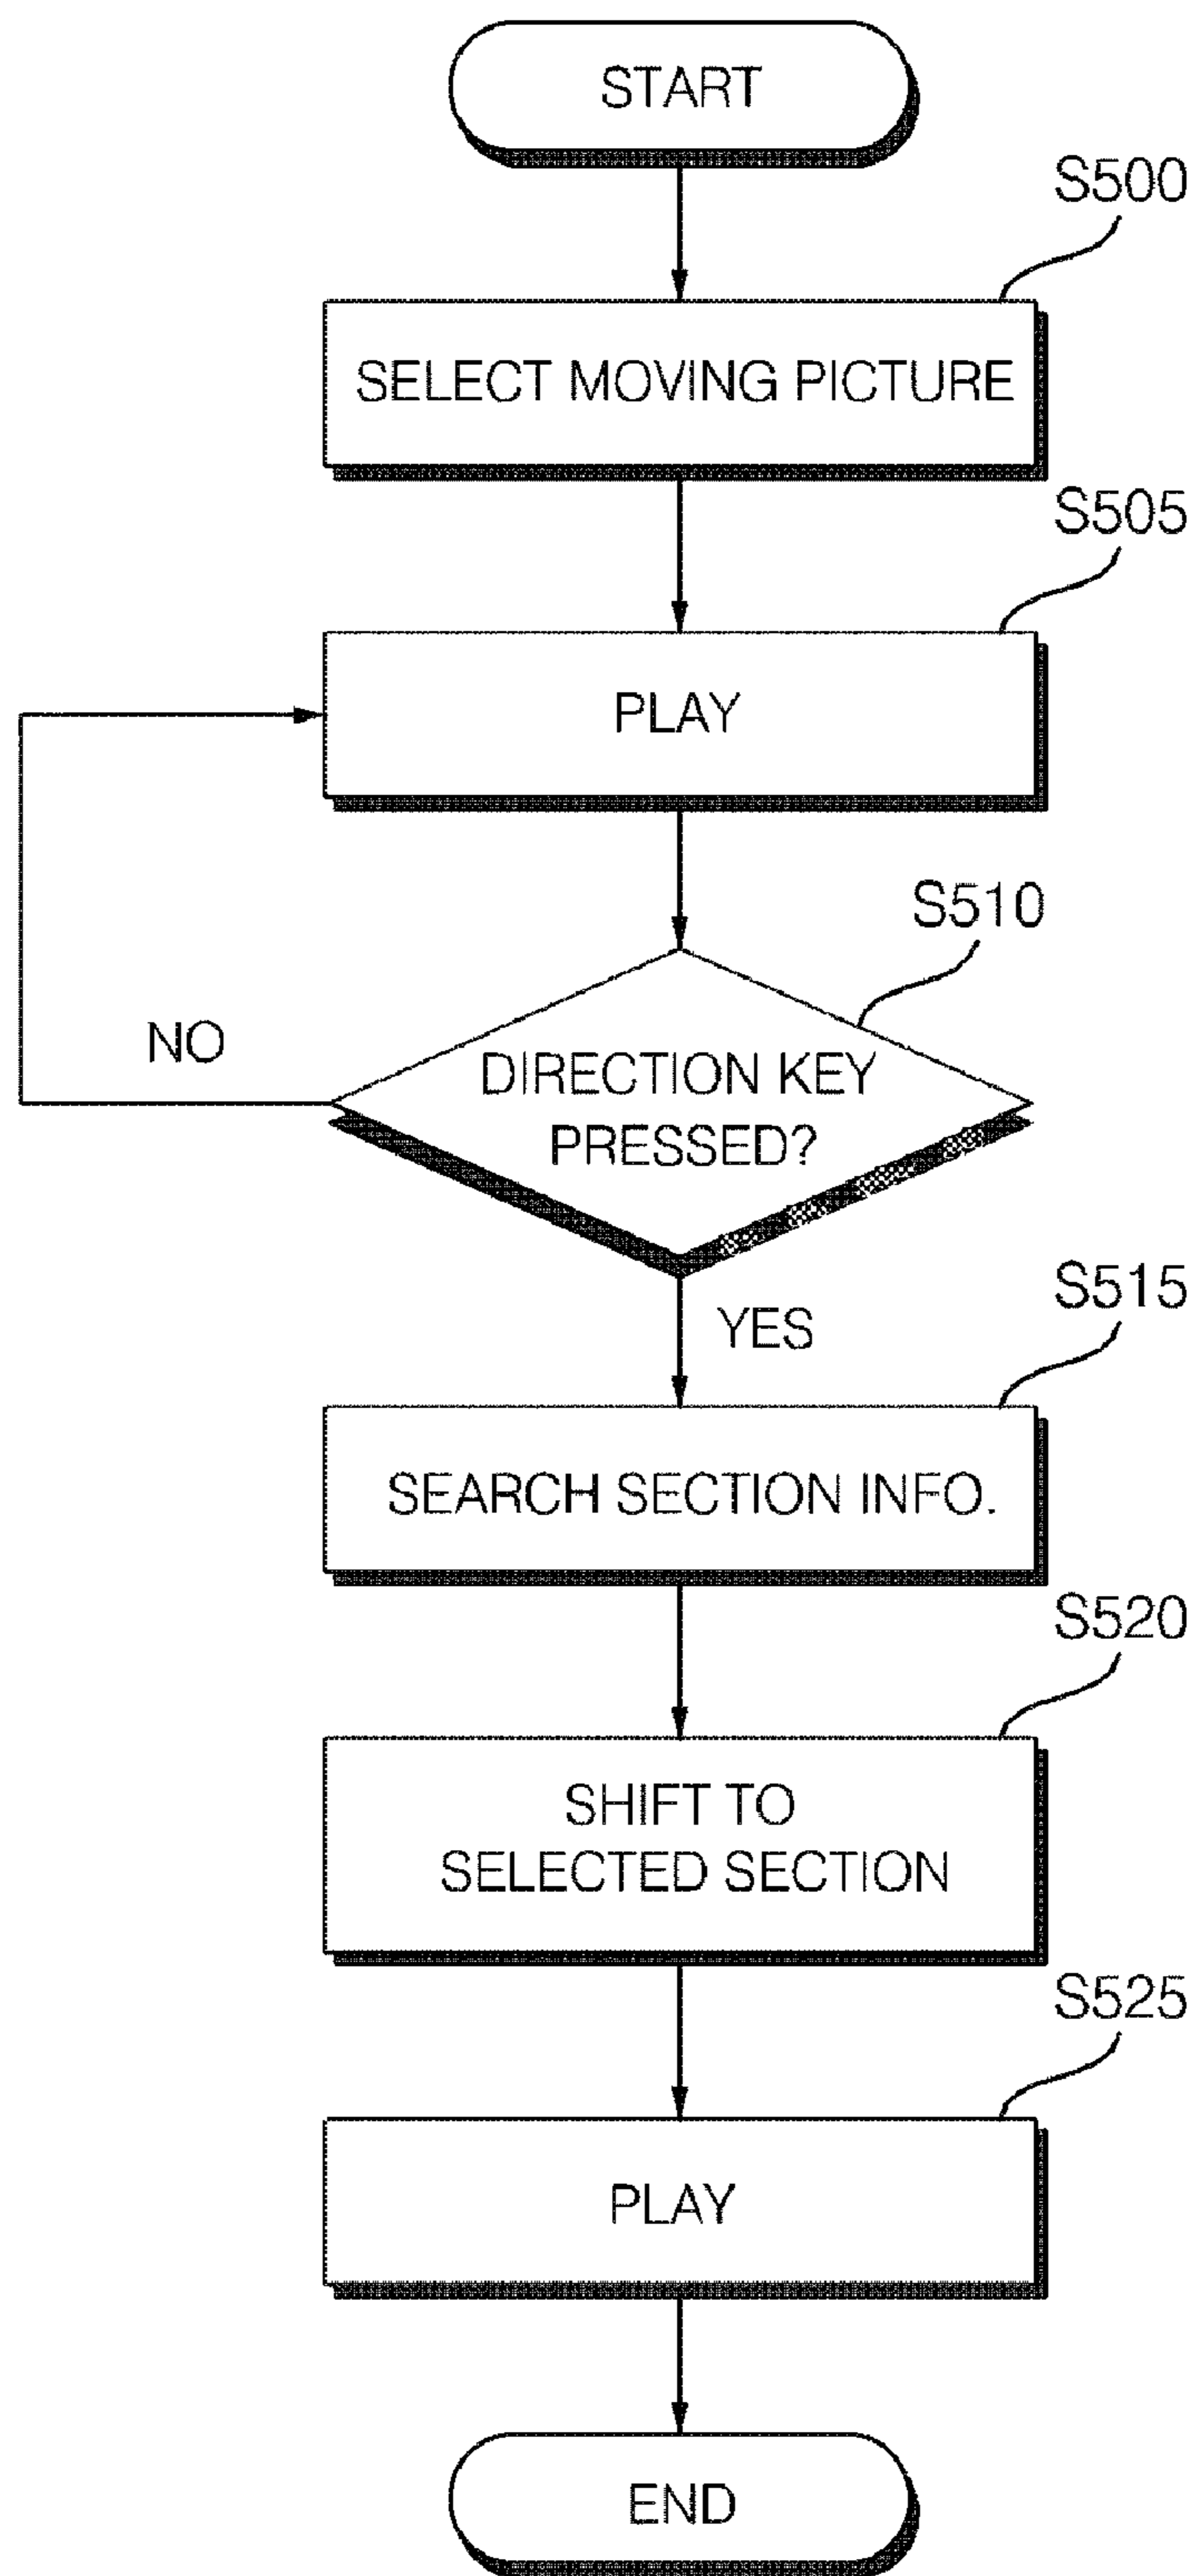 START
S500
SELECT MOVING PICTURE
S505
PLAY
S510
NO
DIRECTION KEY
PRESSED?
YES
S515
SEARCH SECTION INFO.
S520
SHIFT TO
SELECTED SECTION
S525
PLAY
END